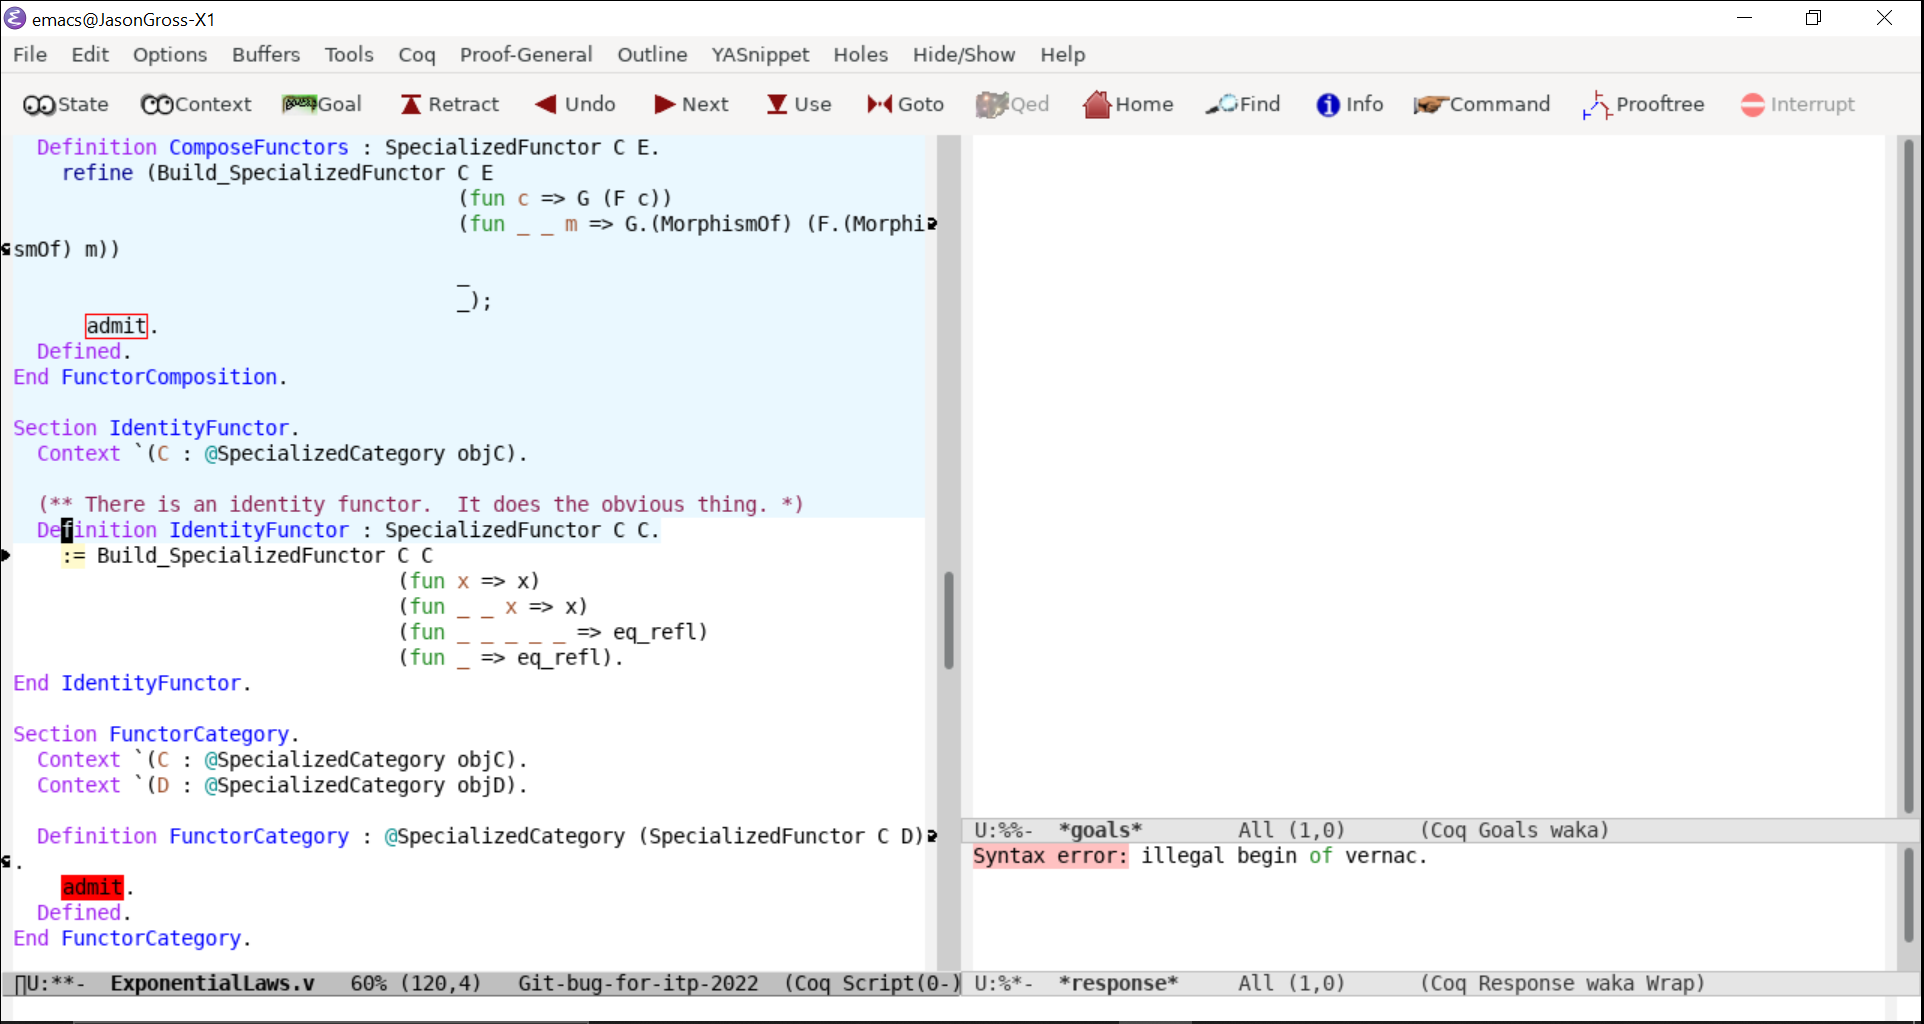 emacs@JasonGross-X1
File Edit Options Buffers Tools Coq Proof-General Outline YASnippet Holes Hide/Show Help
State Context Goal Retract Undo Next Use Goto Qed Home Find Info Command Prooftree Interrupt
Definition ComposeFunctors : SpecializedFunctor C E.
refine (Build_SpecializedFunctor C E
(fun c => G (F c))
(fun _ _ m => G.(MorphismOf) (F.(Morphi
smOf) m))
_
_);
admit.
Defined.
End FunctorComposition.
Section IdentityFunctor.
Context `(C : @SpecializedCategory objC).
(** There is an identity functor.  It does the obvious thing. *)
Definition IdentityFunctor : SpecializedFunctor C C.
:= Build_SpecializedFunctor C C
(fun x => x)
(fun _ _ x => x)
(fun _ _ _ _ _ => eq_refl)
(fun _ => eq_refl).
End IdentityFunctor.
Section FunctorCategory.
Context `(C : @SpecializedCategory objC).
Context `(D : @SpecializedCategory objD).
Definition FunctorCategory : @SpecializedCategory (SpecializedFunctor C D)
.
admit.
Defined.
End FunctorCategory.
U:**-  ExponentialLaws.v   60% (120,4)   Git-bug-for-itp-2022  (Coq Script(0-)
U:%%-  *goals*        All (1,0)      (Coq Goals waka)
Syntax error: illegal begin of vernac.
U:%*-  *response*     All (1,0)      (Coq Response waka Wrap)